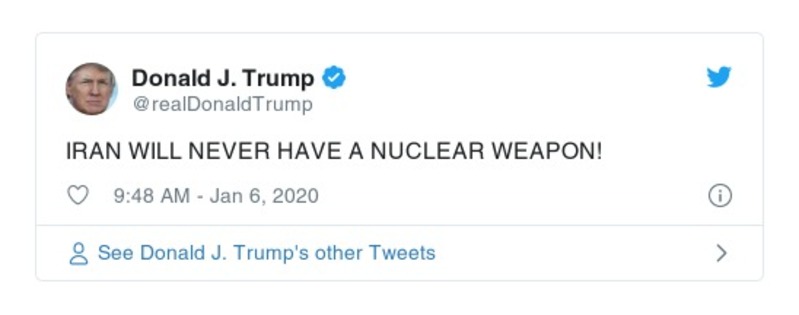 Donald J. Trump
@realDonaldTrump
IRAN WILL NEVER HAVE A NUCLEAR WEAPON!
9:48 AM - Jan 6, 2020
See Donald J. Trump's other Tweets